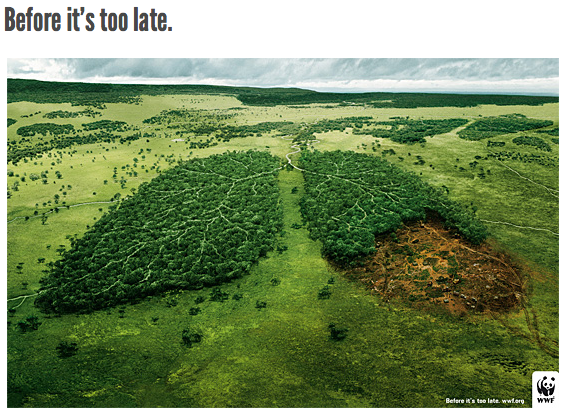 Before it's too late.
Before it's too late. wwf.org
WWF